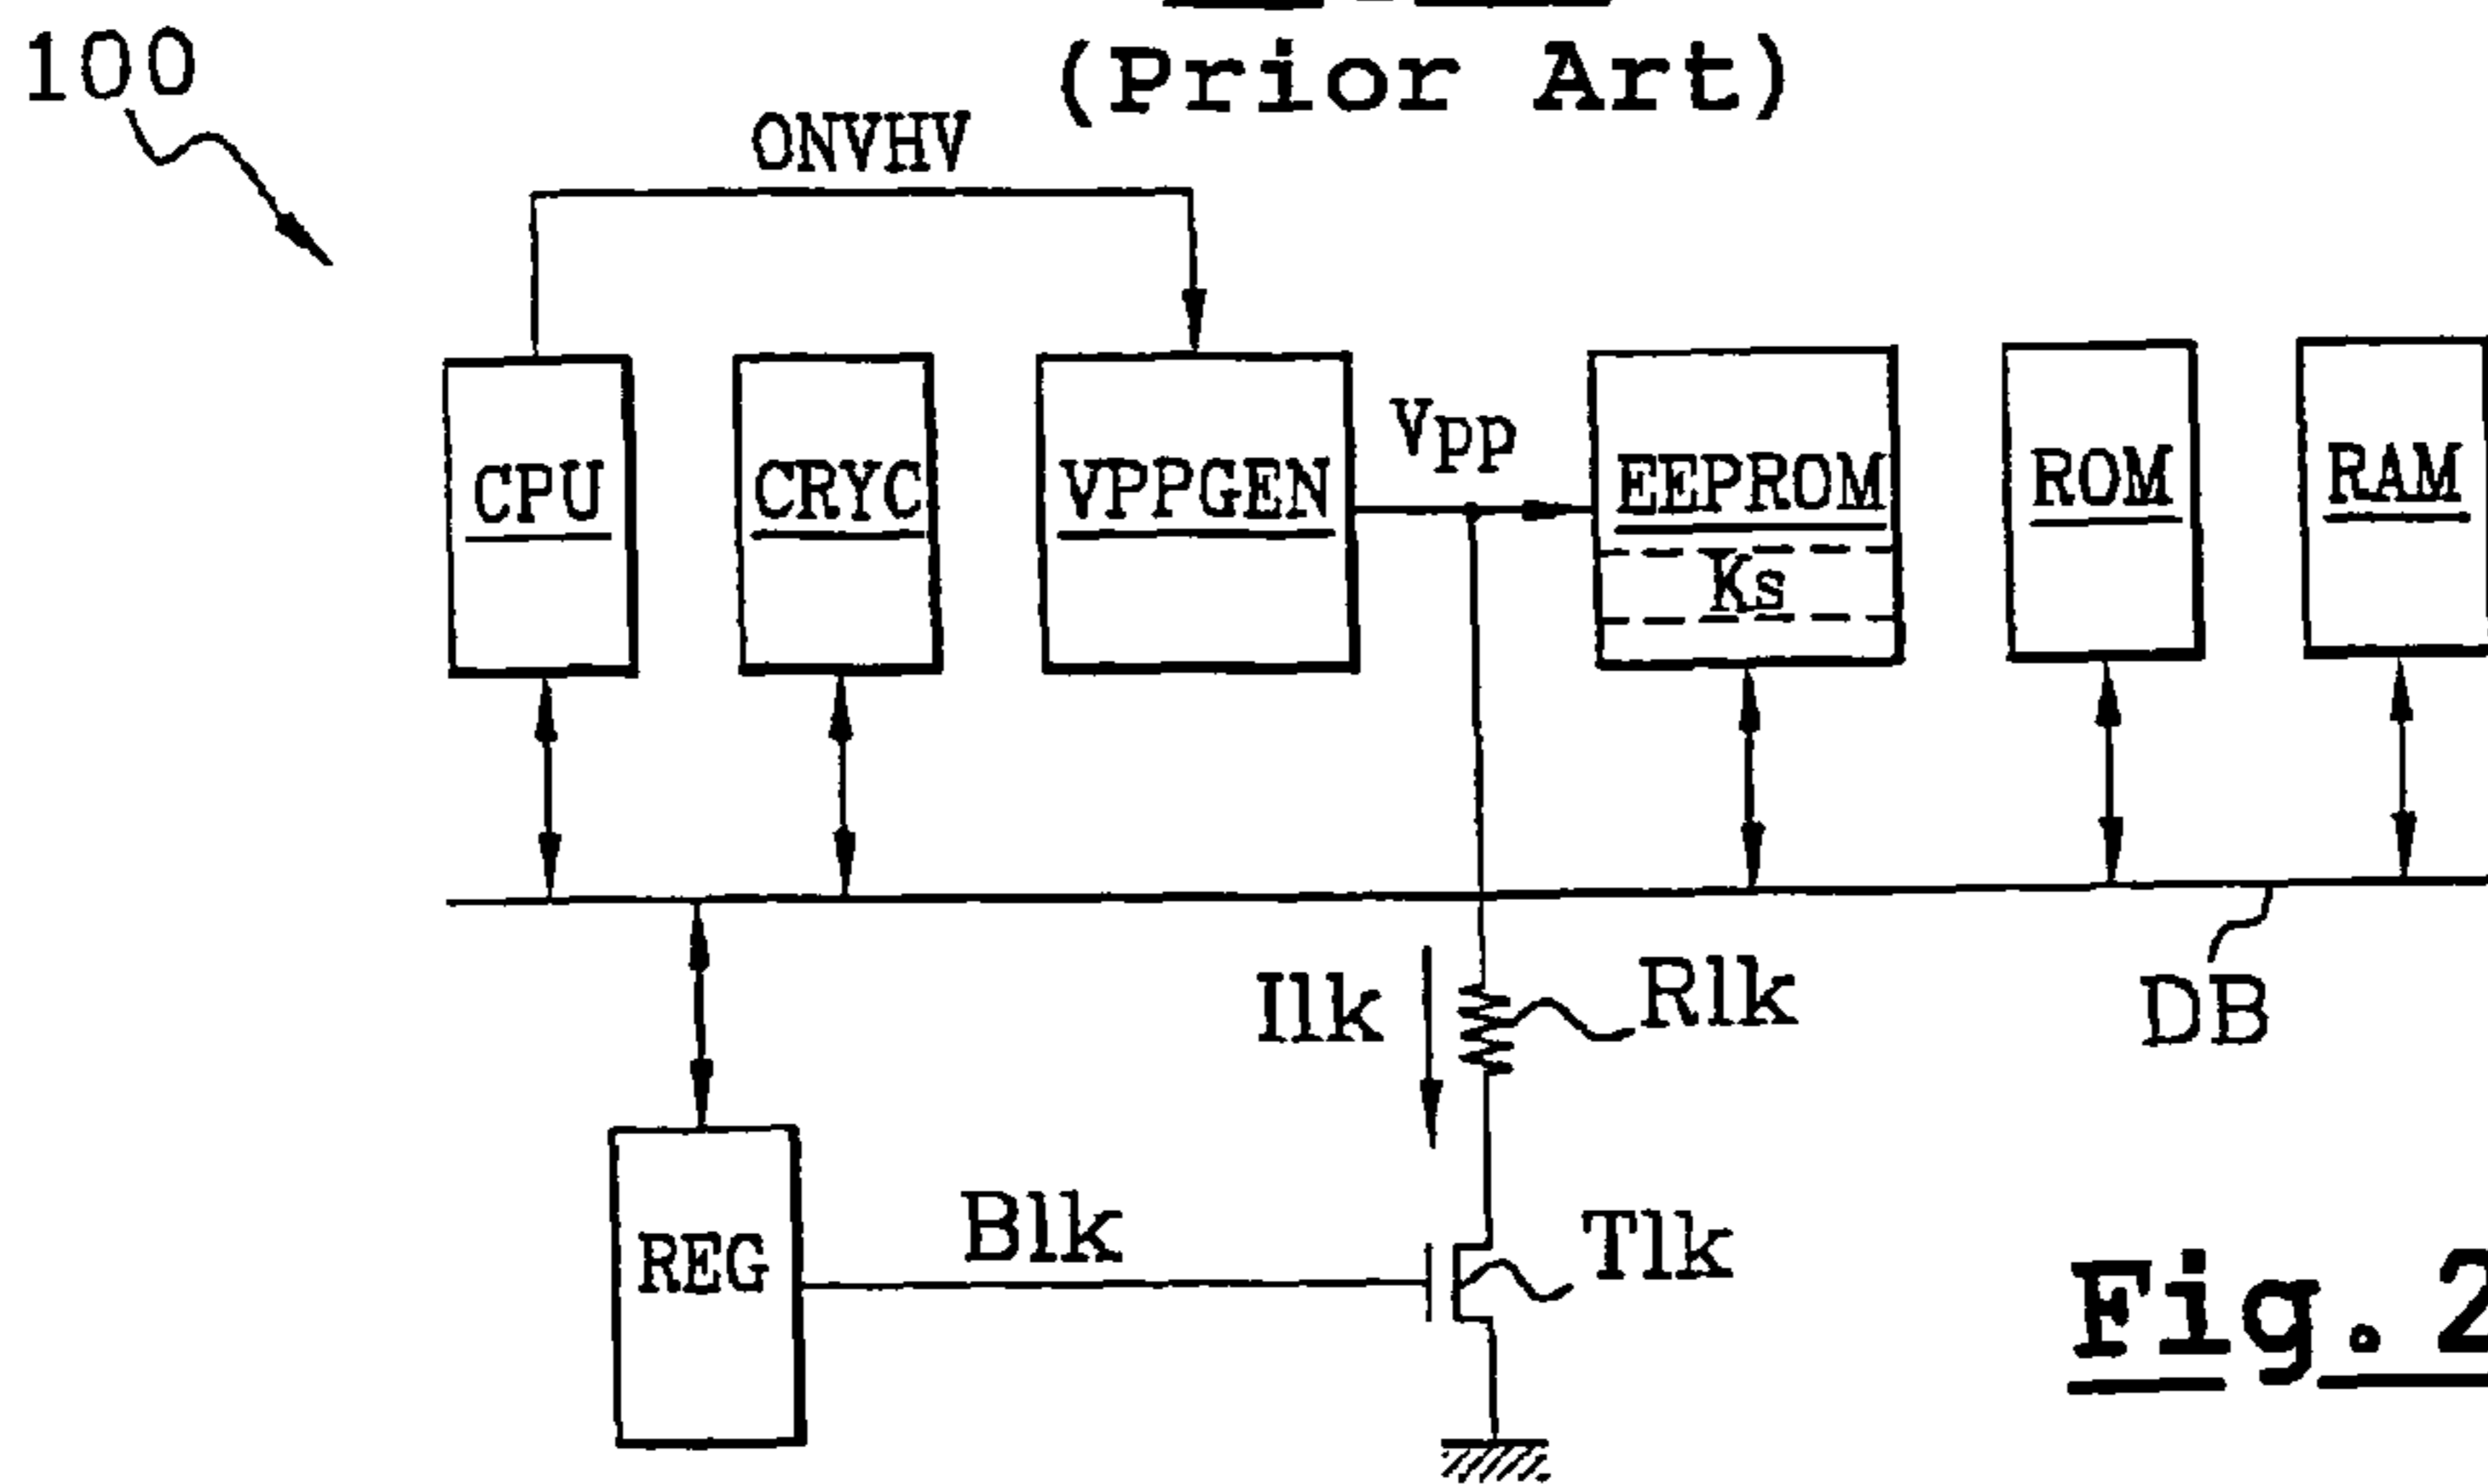 (Prior Art)
100
ONVHV
CPU
CRYC
VPPGEN
VPP
EEPROM
Ks
ROM
RAM
Ilk
Rlk
DB
REG
Blk
Tlk
Fig. 2